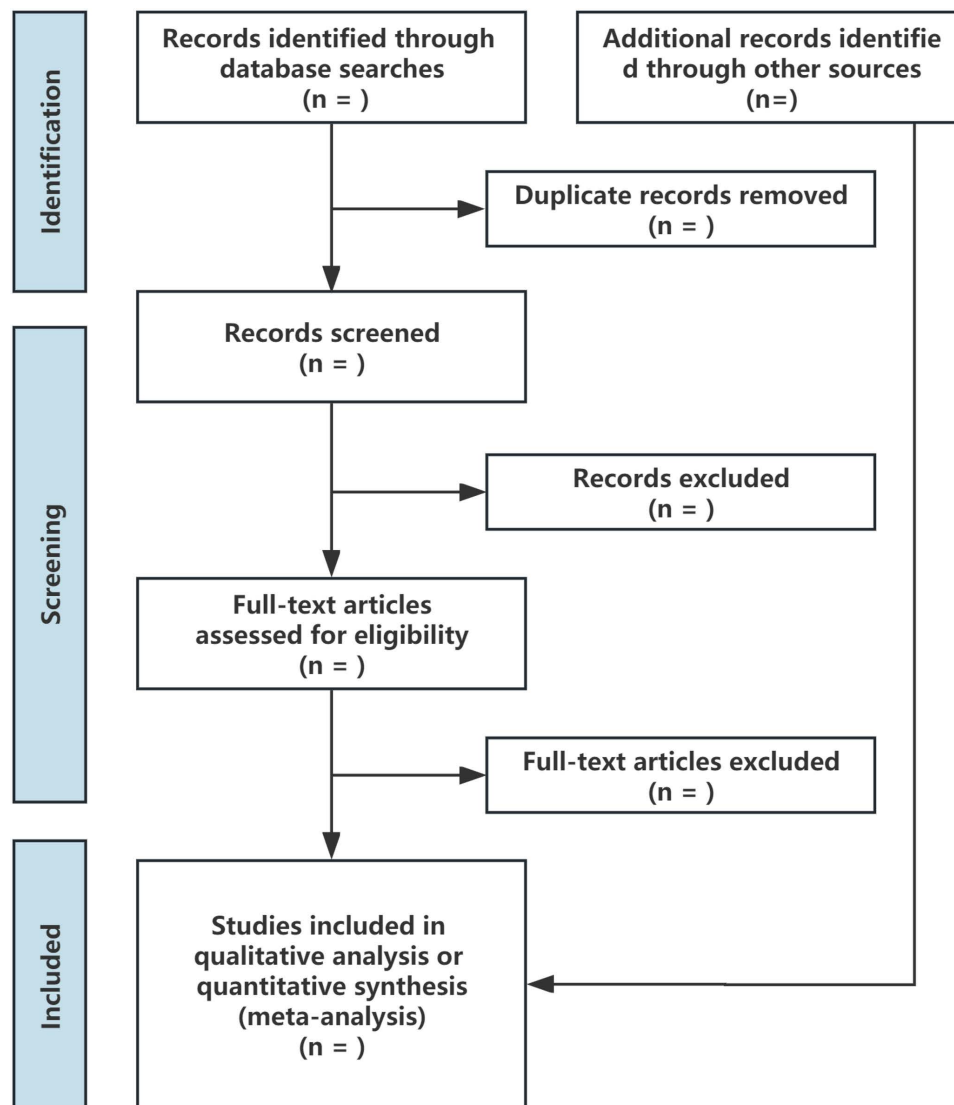 Identification
Records identified through
database searches
(n = )
Additional records identifie
d through other sources
(n=)
Duplicate records removed
(n = )
Screening
Records screened
(n = )
Records excluded
(n = )
Full-text articles
assessed for eligibility
(n = )
Full-text articles excluded
(n = )
Included
Studies included in
qualitative analysis or
quantitative synthesis
(meta-analysis)
(n = )